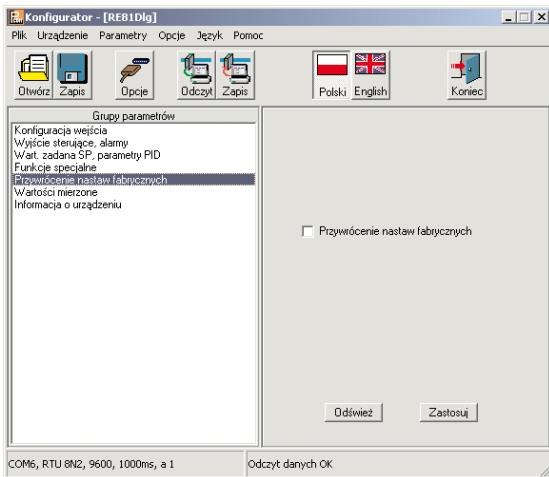 Konfigurator - [RE81Dlg]
Plik Urządzenie Parametry Opcje Język Pomoc
Otwórz Zapis Opcje Odczyt Zapis Polski English Koniec
Grupy parametrów
Konfiguracja wejścia
Wyjście sterujące, alarmy
Wart. zadana SP, parametry PID
Funkcje specjalne
Przywrócenie nastaw fabrycznych
Wartości mierzone
Informacja o urządzeniu
Przywrócenie nastaw fabrycznych
Odśwież Zastosuj
COM6, RTU 8N2, 9600, 1000ms, a 1 Odczyt danych OK